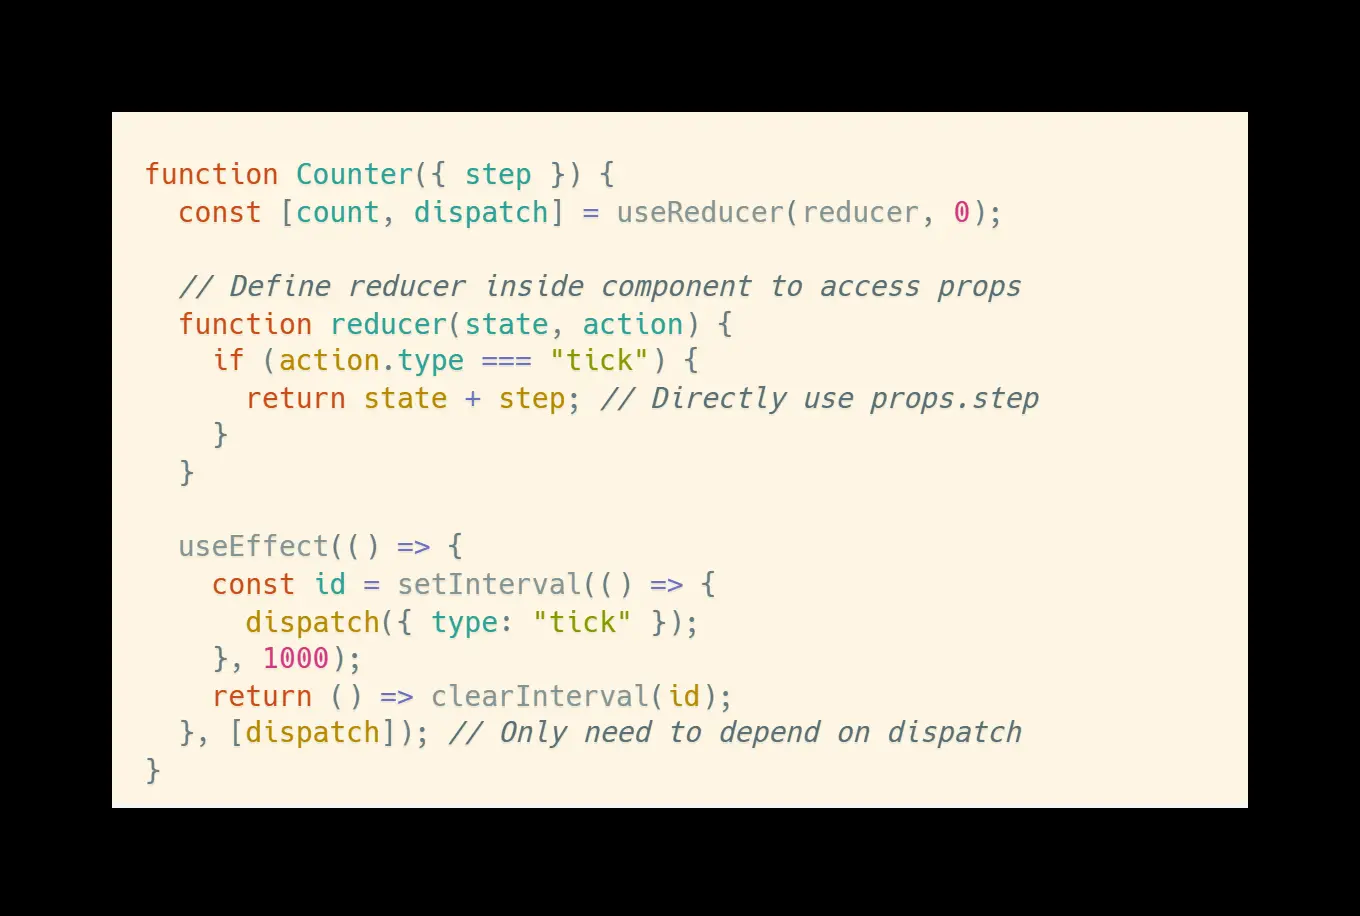 function Counter({ step }) {
  const [count, dispatch] = useReducer(reducer, 0);

  // Define reducer inside component to access props
  function reducer(state, action) {
    if (action.type === "tick") {
      return state + step; // Directly use props.step
    }
  }

  useEffect(() => {
    const id = setInterval(() => {
      dispatch({ type: "tick" });
    }, 1000);
    return () => clearInterval(id);
  }, [dispatch]); // Only need to depend on dispatch
}